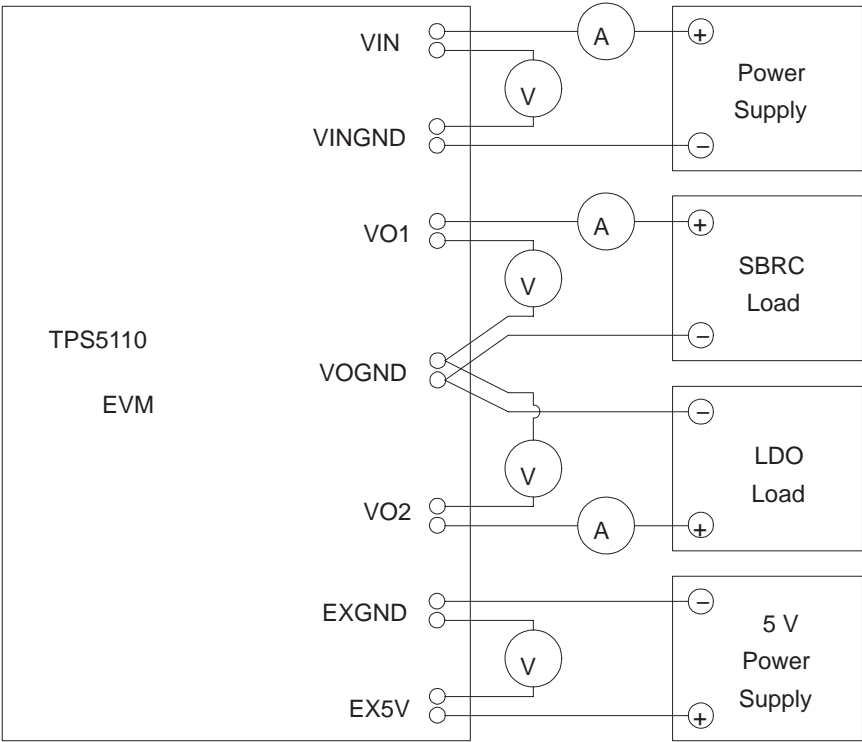 VIN
A
+
Power
Supply
V
VINGND
−
VO1
A
+
SBRC
Load
V
−
TPS5110
EVM
VOGND
−
LDO
Load
V
VO2
A
+
EXGND
−
5 V
Power
Supply
V
EX5V
+